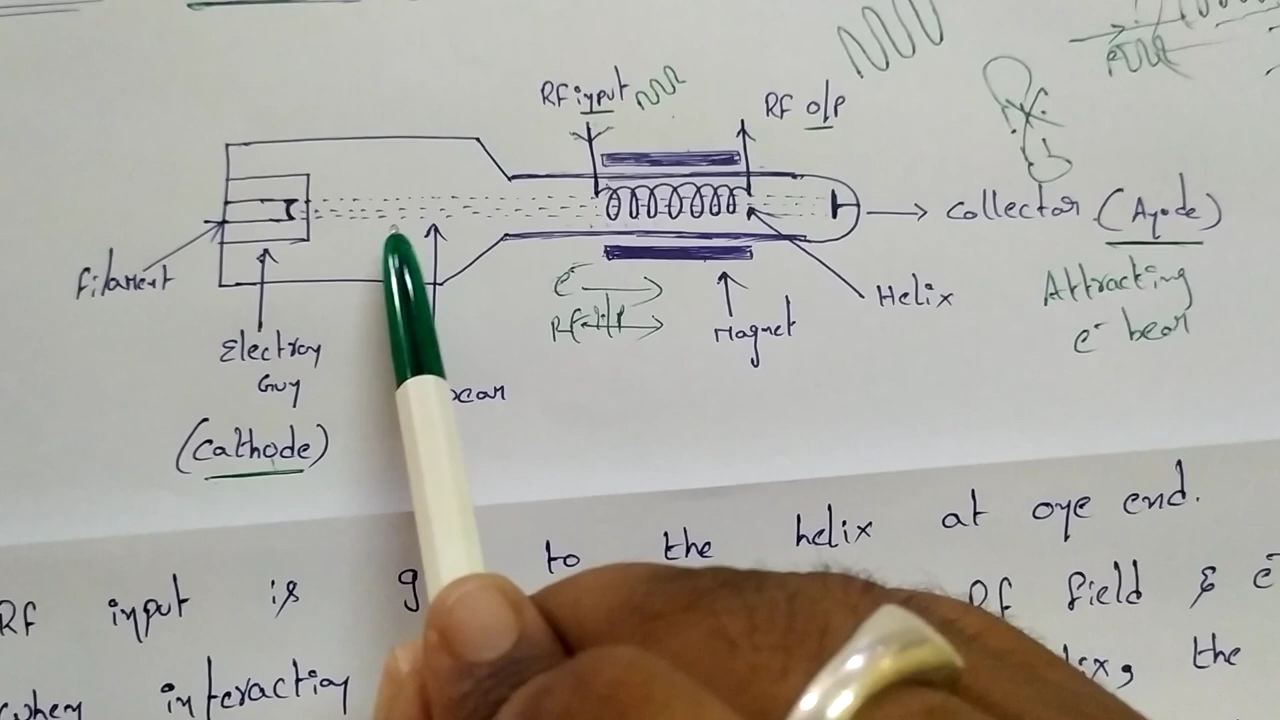 RF input
RF o/p
Collector (Anode)
Attracting
e⁻ beam
Filament
Electron
Gun
(Cathode)
e⁻
RF i/p
Magnet
Helix
to the helix at one end.
RF input is
RF field & e⁻
when interaction
the